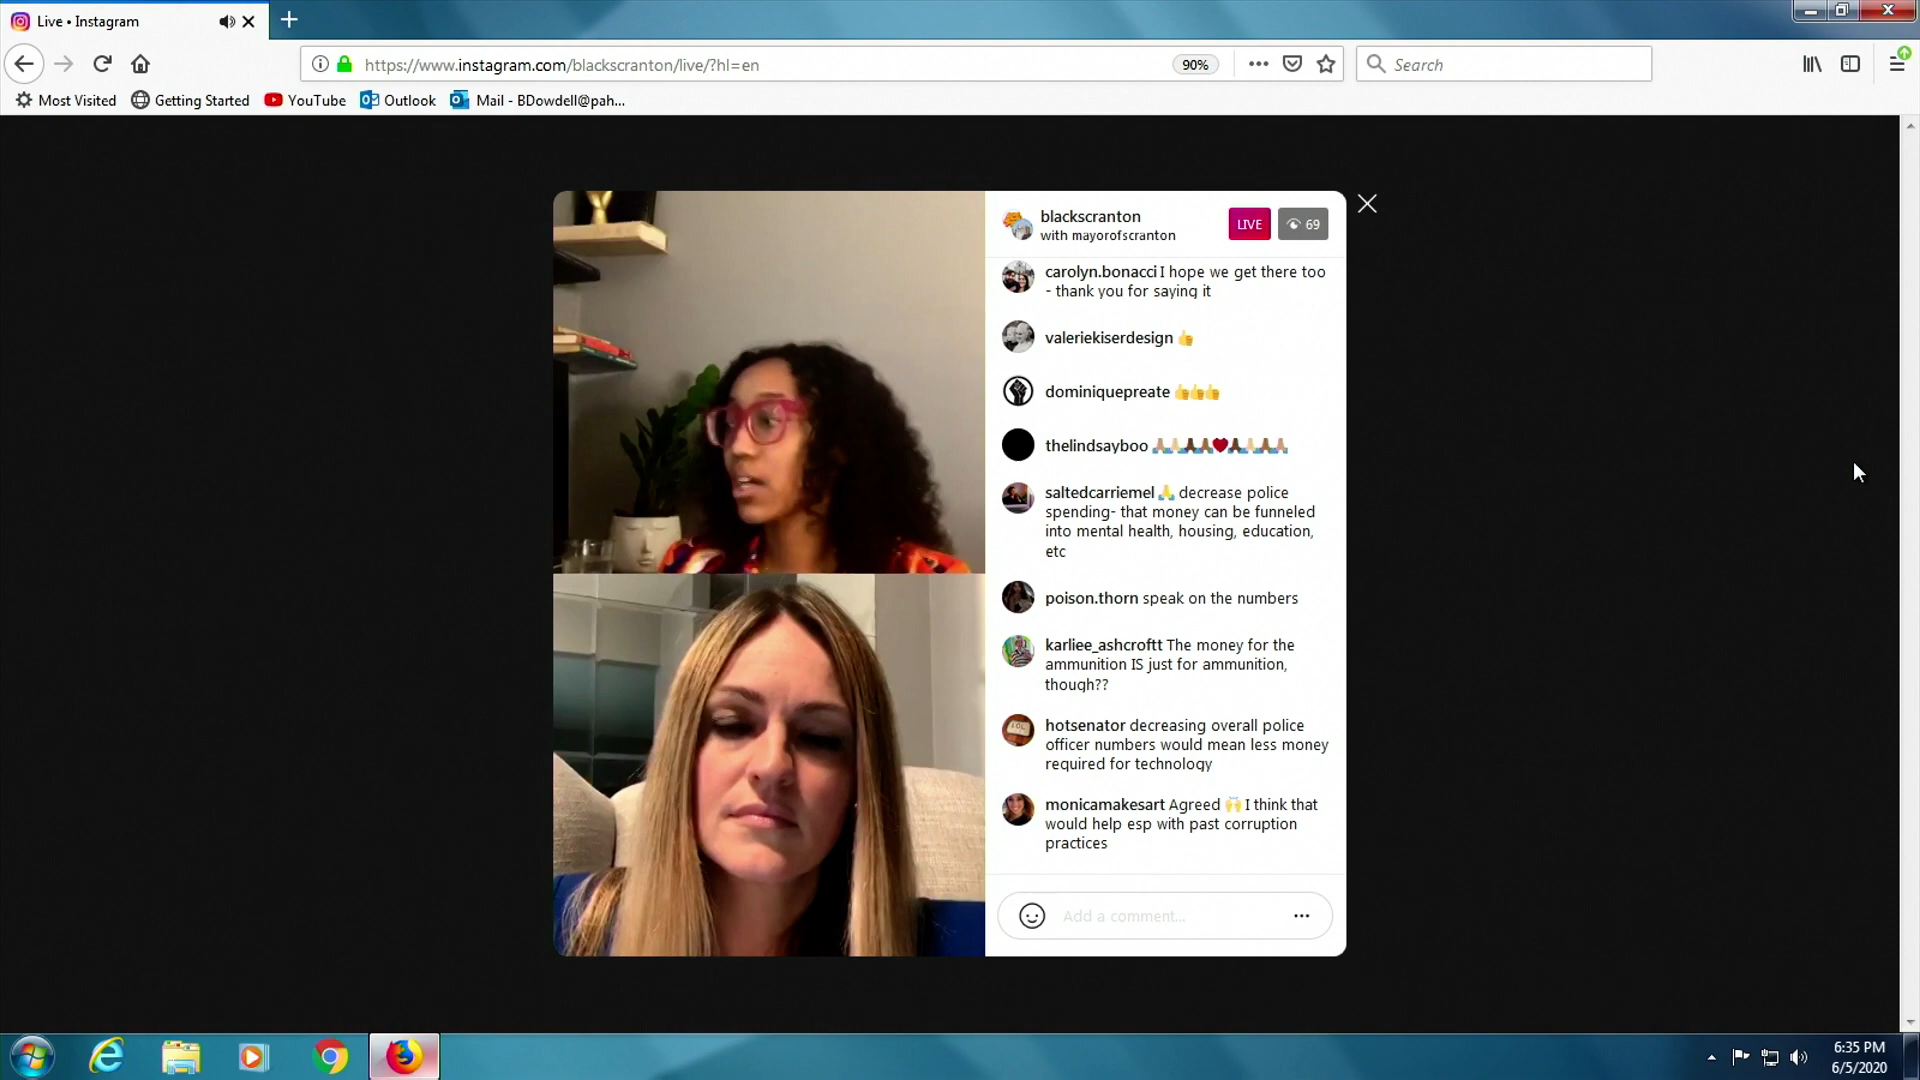 Live • Instagram
https://www.instagram.com/blackscranton/live/?hl=en
90%
Search
Most Visited
Getting Started
YouTube
Outlook
Mail - BDowdell@pah...
blackscranton
with mayorofscranton
LIVE
69
carolyn.bonacci I hope we get there too
- thank you for saying it
valeriekiserdesign 👍
dominiquepreate 👍👍👍
thelindsayboo 🙏🏽🙏🏼🙏🏿🙏🏾❤️🙏🏿🙏🏼🙏🏾🙏🏽
saltedcarriemel 🙏 decrease police
spending- that money can be funneled
into mental health, housing, education,
etc
poison.thorn speak on the numbers
karliee_ashcroftt The money for the
ammunition IS just for ammunition,
though??
hotsenator decreasing overall police
officer numbers would mean less money
required for technology
monicamakesart Agreed 🙌 I think that
would help esp with past corruption
practices
Add a comment...
6:35 PM
6/5/2020